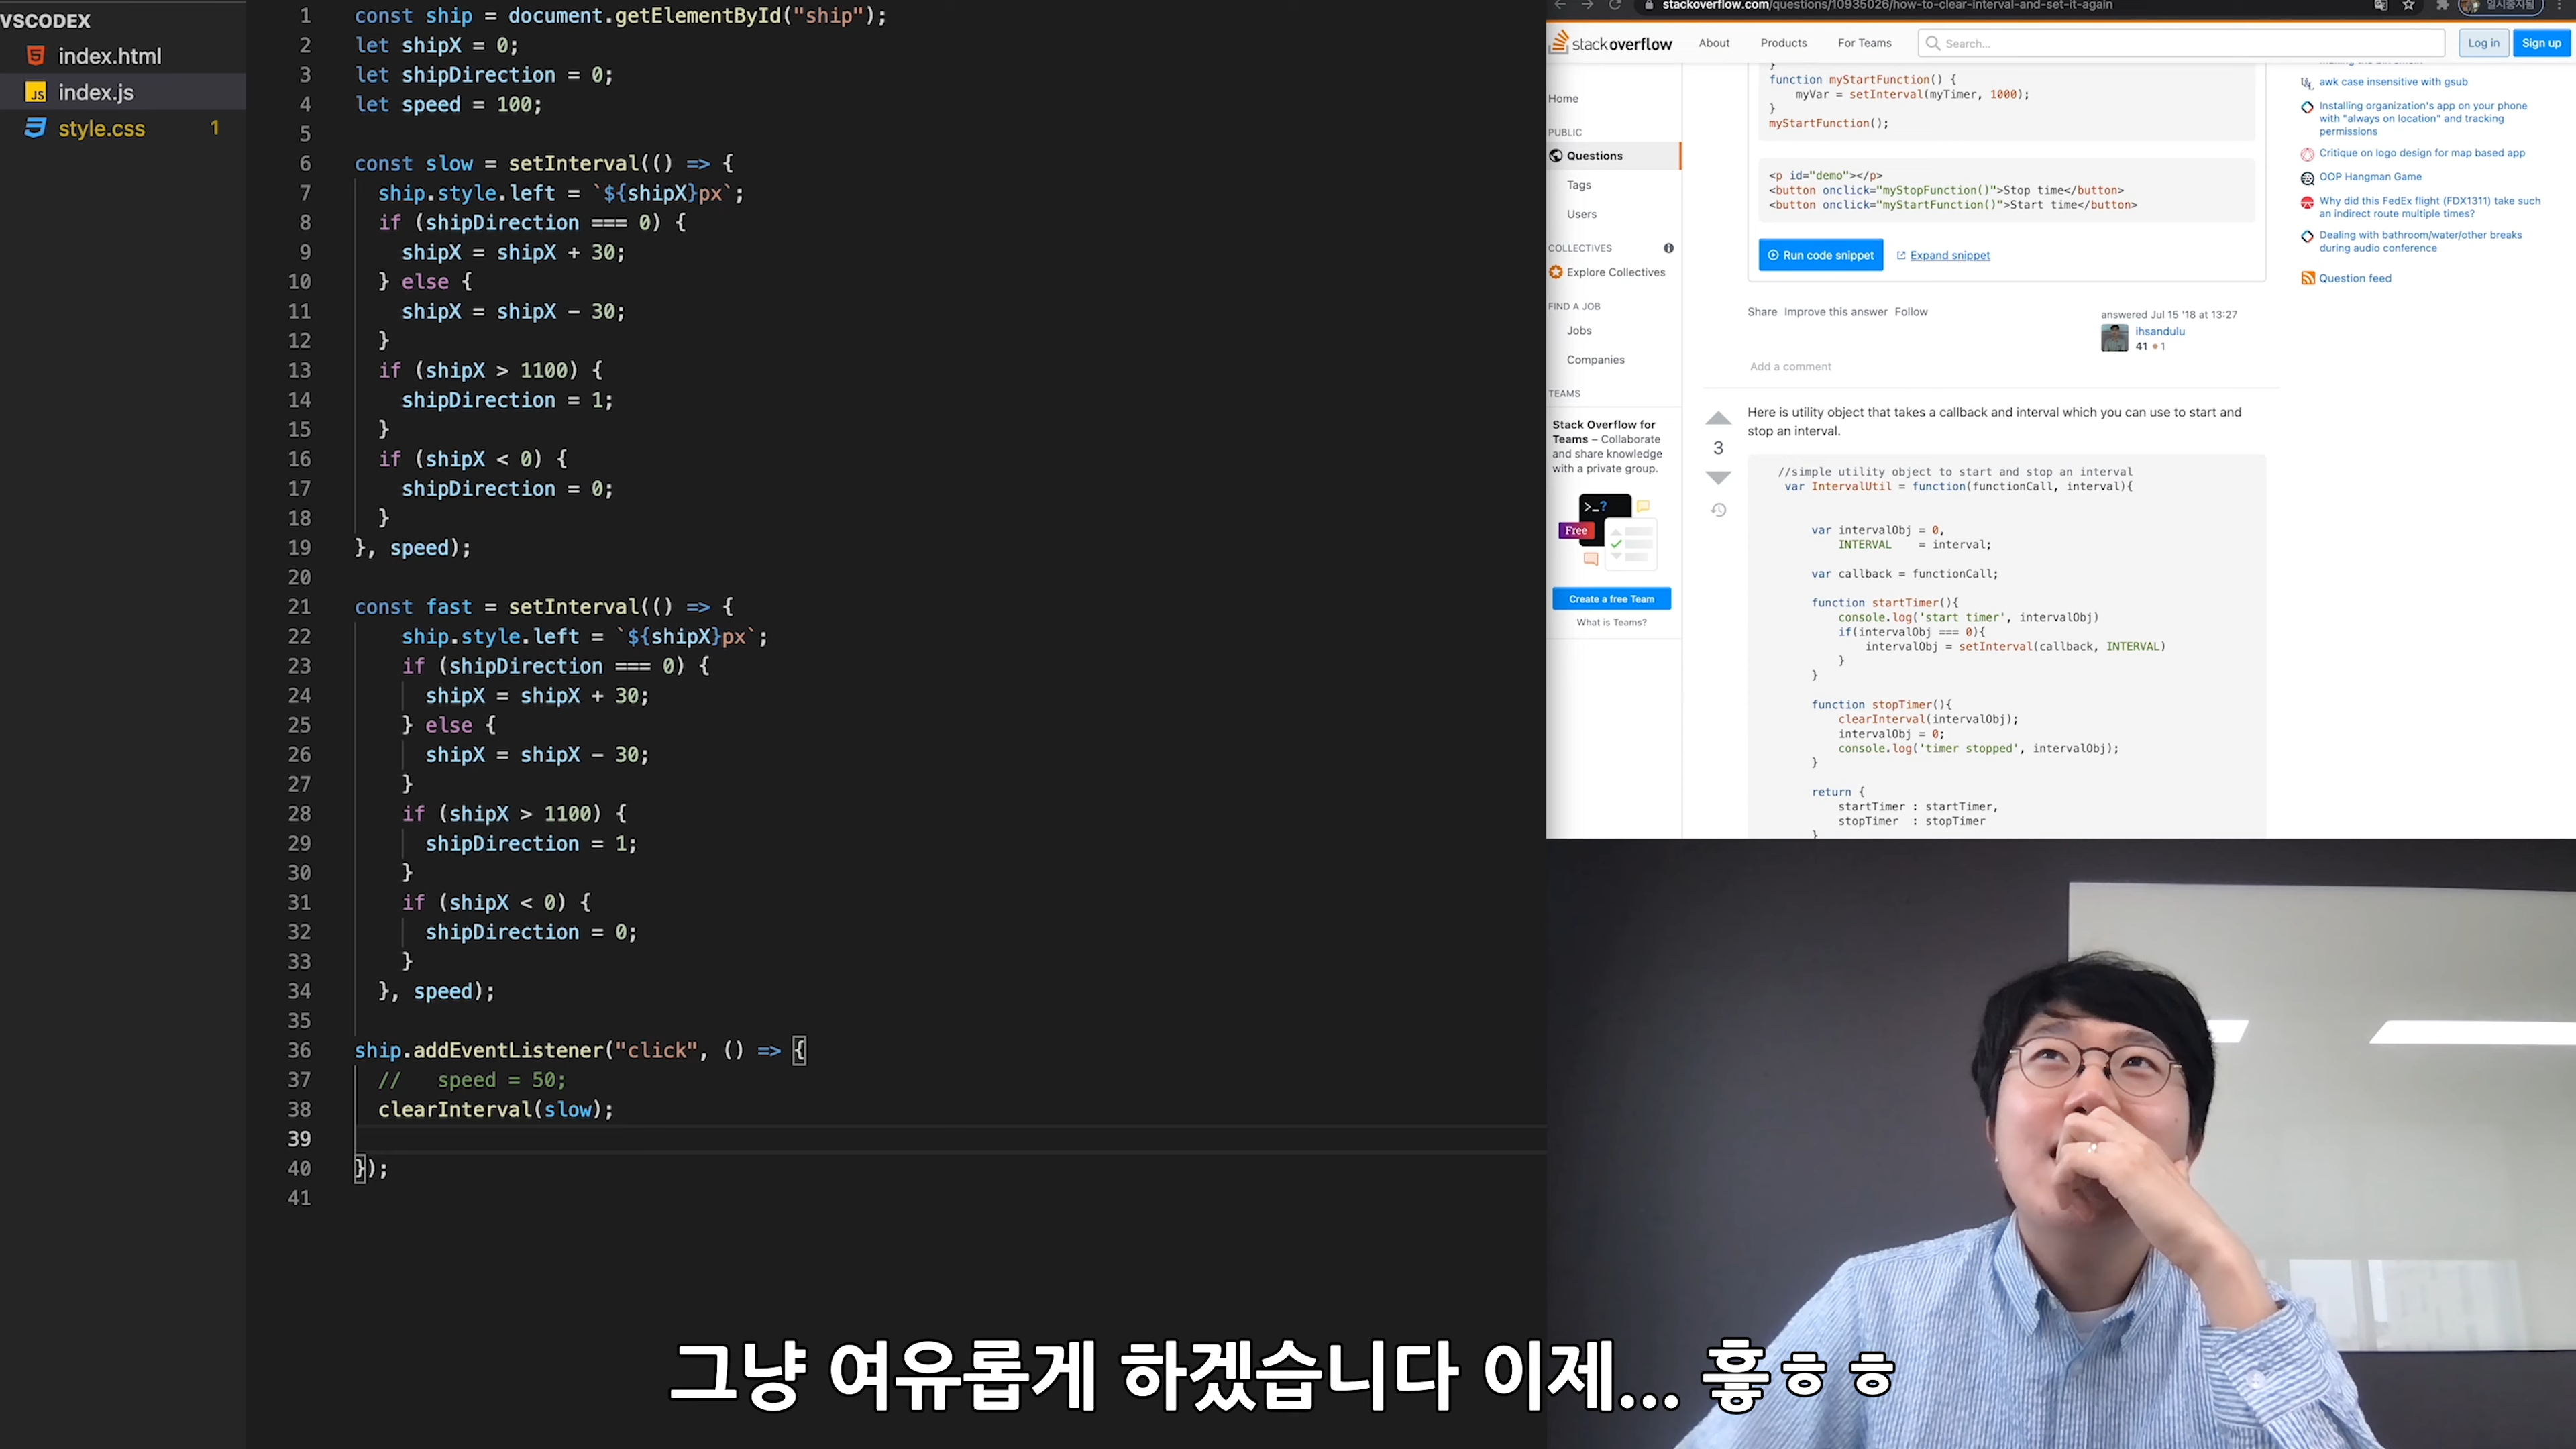 VSCODEX
index.html
JS index.js
style.css 1
1 const ship = document.getElementById("ship");
2 let shipX = 0;
3 let shipDirection = 0;
4 let speed = 100;
5
6 const slow = setInterval(() => {
7 ship.style.left = `${shipX}px`;
8 if (shipDirection === 0) {
9 shipX = shipX + 30;
10 } else {
11 shipX = shipX - 30;
12 }
13 if (shipX > 1100) {
14 shipDirection = 1;
15 }
16 if (shipX < 0) {
17 shipDirection = 0;
18 }
19 }, speed);
20
21 const fast = setInterval(() => {
22 ship.style.left = `${shipX}px`;
23 if (shipDirection === 0) {
24 shipX = shipX + 30;
25 } else {
26 shipX = shipX - 30;
27 }
28 if (shipX > 1100) {
29 shipDirection = 1;
30 }
31 if (shipX < 0) {
32 shipDirection = 0;
33 }
34 }, speed);
35
36 ship.addEventListener("click", () => {
37 // speed = 50;
38 clearInterval(slow);
39
40 });
41
stackoverflow.com/questions/10935026/how-to-clear-interval-and-set-it-again
일시중지됨
stackoverflow
About
Products
For Teams
Search...
Log in
Sign up
Home
PUBLIC
Questions
Tags
Users
COLLECTIVES
Explore Collectives
FIND A JOB
Jobs
Companies
TEAMS
Stack Overflow for
Teams – Collaborate
and share knowledge
with a private group.
>_?
Free
Create a free Team
What is Teams?
}
function myStartFunction() {
myVar = setInterval(myTimer, 1000);
}
myStartFunction();
<p id="demo"></p>
<button onclick="myStopFunction()">Stop time</button>
<button onclick="myStartFunction()">Start time</button>
Run code snippet
Expand snippet
Share Improve this answer Follow
answered Jul 15 '18 at 13:27
ihsandulu
41 ● 1
Add a comment
3
Here is utility object that takes a callback and interval which you can use to start and
stop an interval.
//simple utility object to start and stop an interval
var IntervalUtil = function(functionCall, interval){
var intervalObj = 0,
INTERVAL = interval;
var callback = functionCall;
function startTimer(){
console.log('start timer', intervalObj)
if(intervalObj === 0){
intervalObj = setInterval(callback, INTERVAL)
}
}
function stopTimer(){
clearInterval(intervalObj);
intervalObj = 0;
console.log('timer stopped', intervalObj);
}
return {
startTimer : startTimer,
stopTimer : stopTimer
}
awk case insensitive with gsub
Installing organization's app on your phone
with "always on location" and tracking
permissions
Critique on logo design for map based app
OOP Hangman Game
Why did this FedEx flight (FDX1311) take such
an indirect route multiple times?
Dealing with bathroom/water/other breaks
during audio conference
Question feed
그냥 여유롭게 하겠습니다 이제... 흫ㅎㅎ